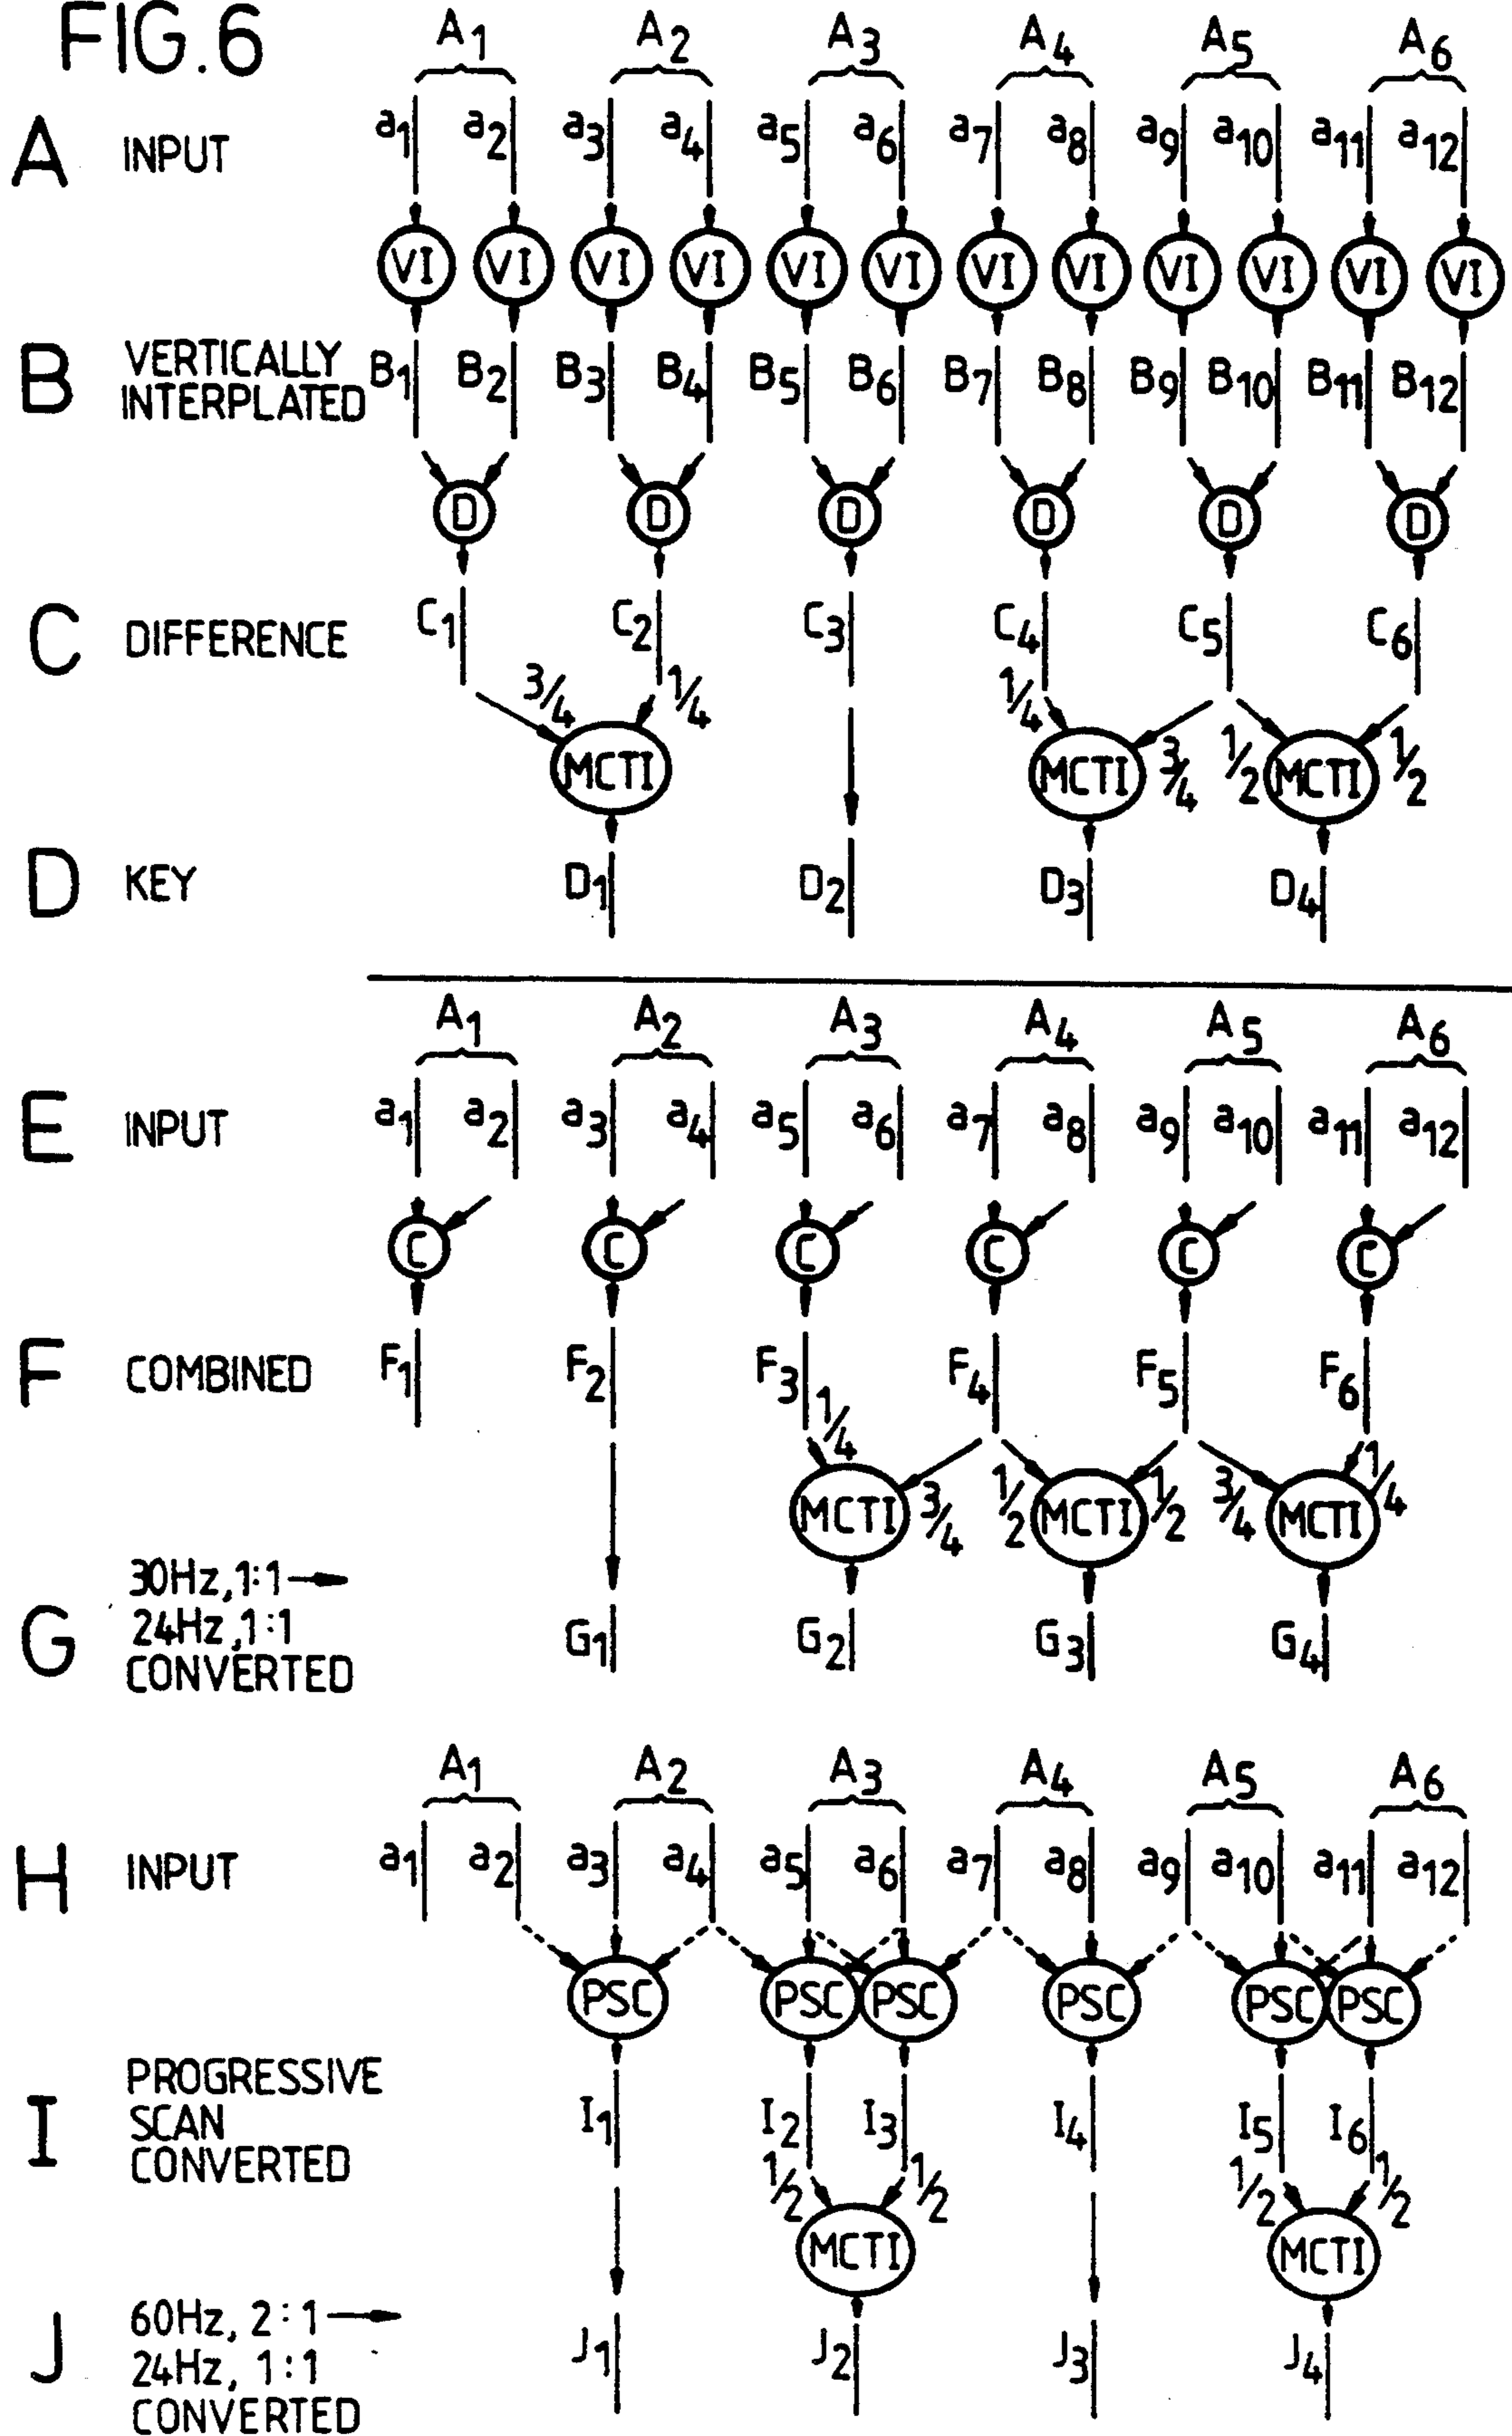 FIG.6
A1 A2 A3 A4 A5 A6
A INPUT a1 a2 a3 a4 a5 a6 a7 a8 a9 a10 a11 a12
VI VI VI VI VI VI VI VI VI VI VI VI
B VERTICALLY
INTERPLATED B1 B2 B3 B4 B5 B6 B7 B8 B9 B10 B11 B12
D D D D D D
C DIFFERENCE C1 C2 C3 C4 C5 C6
3/4 1/4 1/4 3/4 1/2 1/2
MCTI MCTI MCTI
D KEY D1 D2 D3 D4
A1 A2 A3 A4 A5 A6
E INPUT a1 a2 a3 a4 a5 a6 a7 a8 a9 a10 a11 a12
C C C C C C
F COMBINED F1 F2 F3 F4 F5 F6
1/4 3/4 1/2 1/2 3/4 1/4
MCTI MCTI MCTI
30Hz,1:1
G 24Hz,1:1
CONVERTED G1 G2 G3 G4
A1 A2 A3 A4 A5 A6
H INPUT a1 a2 a3 a4 a5 a6 a7 a8 a9 a10 a11 a12
PSC PSC PSC PSC PSC PSC
PROGRESSIVE
I SCAN
CONVERTED I1 I2 I3 I4 I5 I6
1/2 1/2 1/2 1/2
MCTI MCTI
60Hz, 2:1
J 24Hz, 1:1
CONVERTED J1 J2 J3 J4